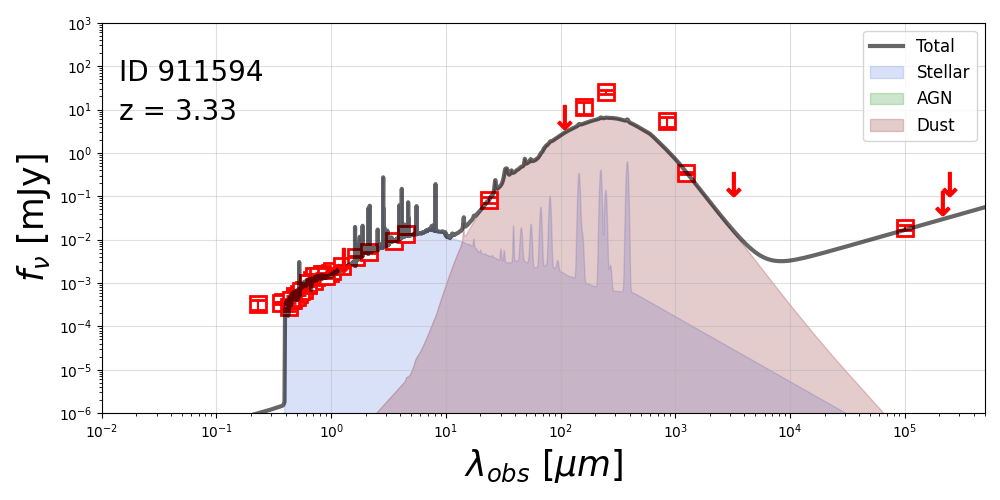 10³
10²
10¹
10⁰
10⁻¹
10⁻²
10⁻³
10⁻⁴
10⁻⁵
10⁻⁶
f_ν [mJy]
ID 911594
z = 3.33
Total
Stellar
AGN
Dust
10⁻² 10⁻¹ 10⁰ 10¹ 10² 10³ 10⁴ 10⁵
λ_obs [μm]